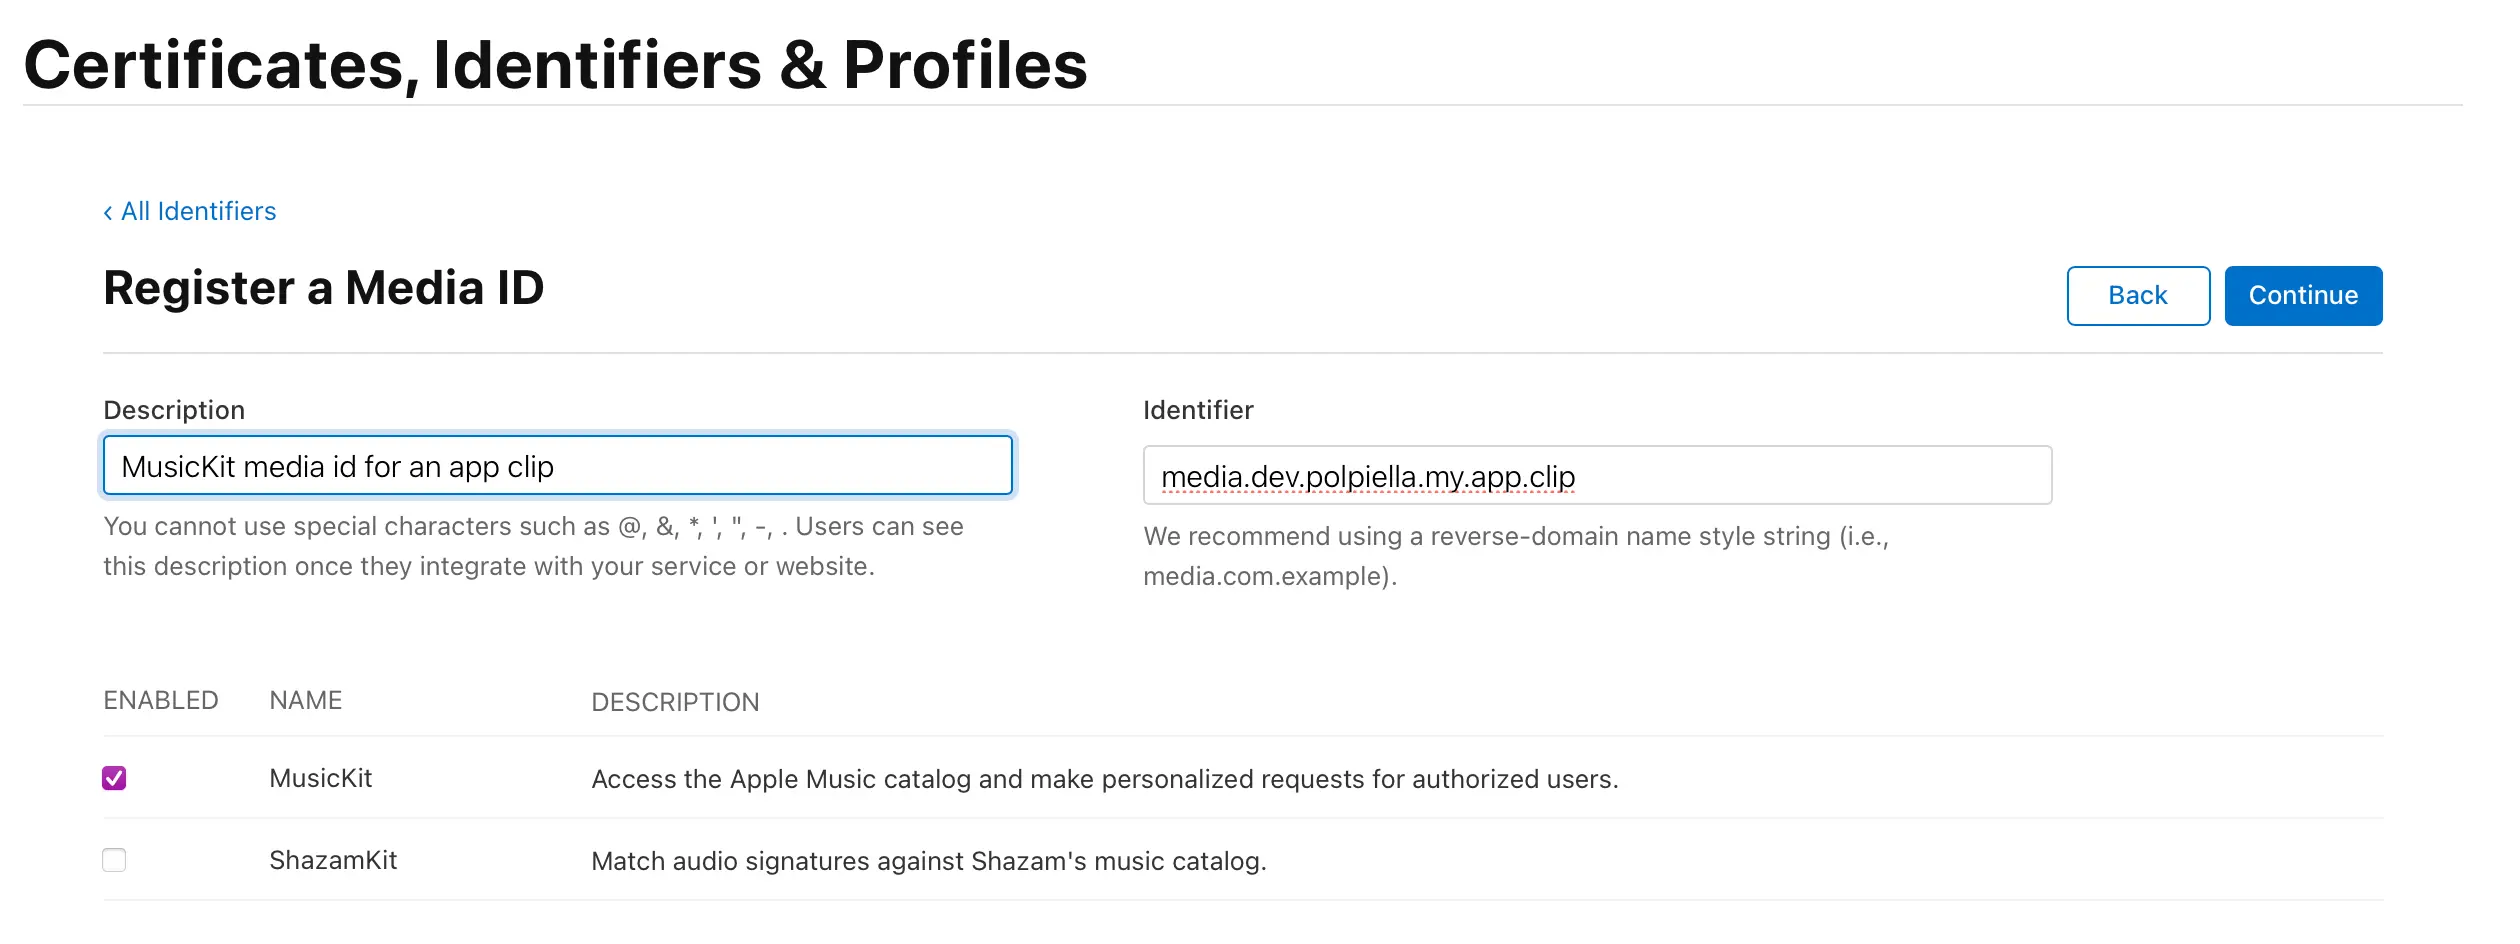 Certificates, Identifiers & Profiles
‹ All Identifiers
Register a Media ID
Back
Continue
Description
Identifier
MusicKit media id for an app clip
media.dev.polpiella.my.app.clip
You cannot use special characters such as @, &, *, ', ", -, . Users can see
this description once they integrate with your service or website.
We recommend using a reverse-domain name style string (i.e.,
media.com.example).
ENABLED NAME DESCRIPTION
MusicKit Access the Apple Music catalog and make personalized requests for authorized users.
ShazamKit Match audio signatures against Shazam's music catalog.